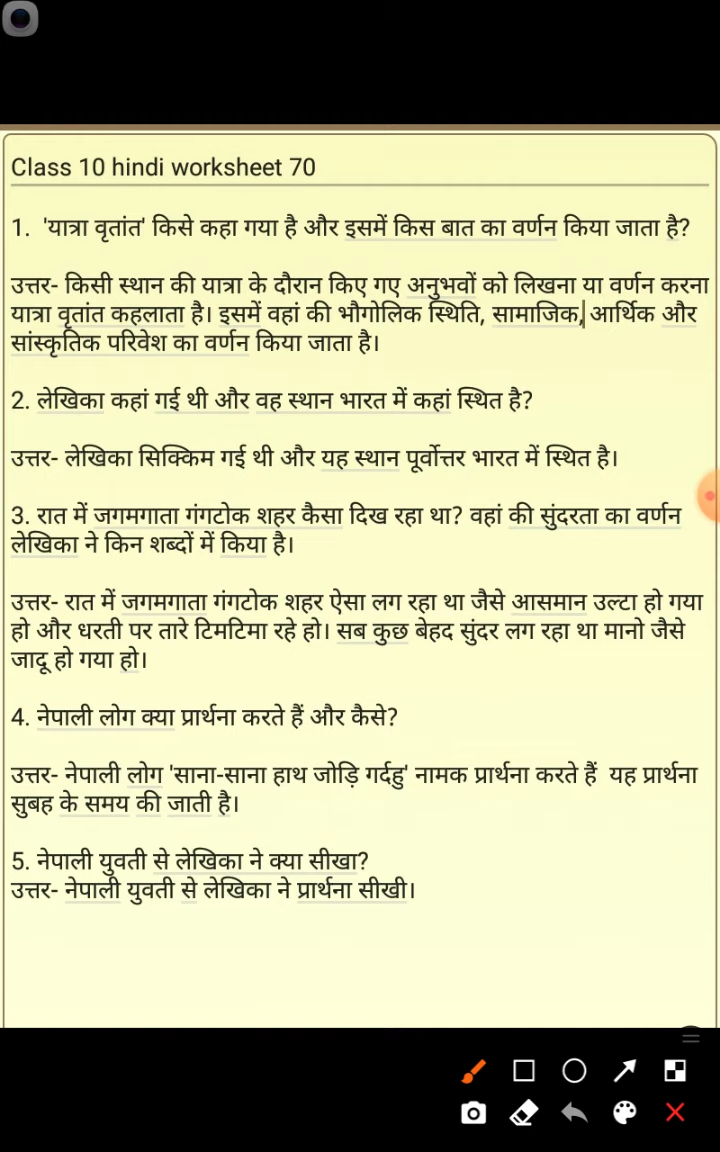 Class 10 hindi worksheet 70
1. 'यात्रा वृतांत' किसे कहा गया है और इसमें किस बात का वर्णन किया जाता है?
उत्तर- किसी स्थान की यात्रा के दौरान किए गए अनुभवों को लिखना या वर्णन करना
यात्रा वृतांत कहलाता है। इसमें वहां की भौगोलिक स्थिति, सामाजिक, आर्थिक और
सांस्कृतिक परिवेश का वर्णन किया जाता है।
2. लेखिका कहां गई थी और वह स्थान भारत में कहां स्थित है?
उत्तर- लेखिका सिक्किम गई थी और यह स्थान पूर्वोत्तर भारत में स्थित है।
3. रात में जगमगाता गंगटोक शहर कैसा दिख रहा था? वहां की सुंदरता का वर्णन
लेखिका ने किन शब्दों में किया है।
उत्तर- रात में जगमगाता गंगटोक शहर ऐसा लग रहा था जैसे आसमान उल्टा हो गया
हो और धरती पर तारे टिमटिमा रहे हो। सब कुछ बेहद सुंदर लग रहा था मानो जैसे
जादू हो गया हो।
4. नेपाली लोग क्या प्रार्थना करते हैं और कैसे?
उत्तर- नेपाली लोग 'साना-साना हाथ जोड़ि गर्दहु' नामक प्रार्थना करते हैं यह प्रार्थना
सुबह के समय की जाती है।
5. नेपाली युवती से लेखिका ने क्या सीखा?
उत्तर- नेपाली युवती से लेखिका ने प्रार्थना सीखी।